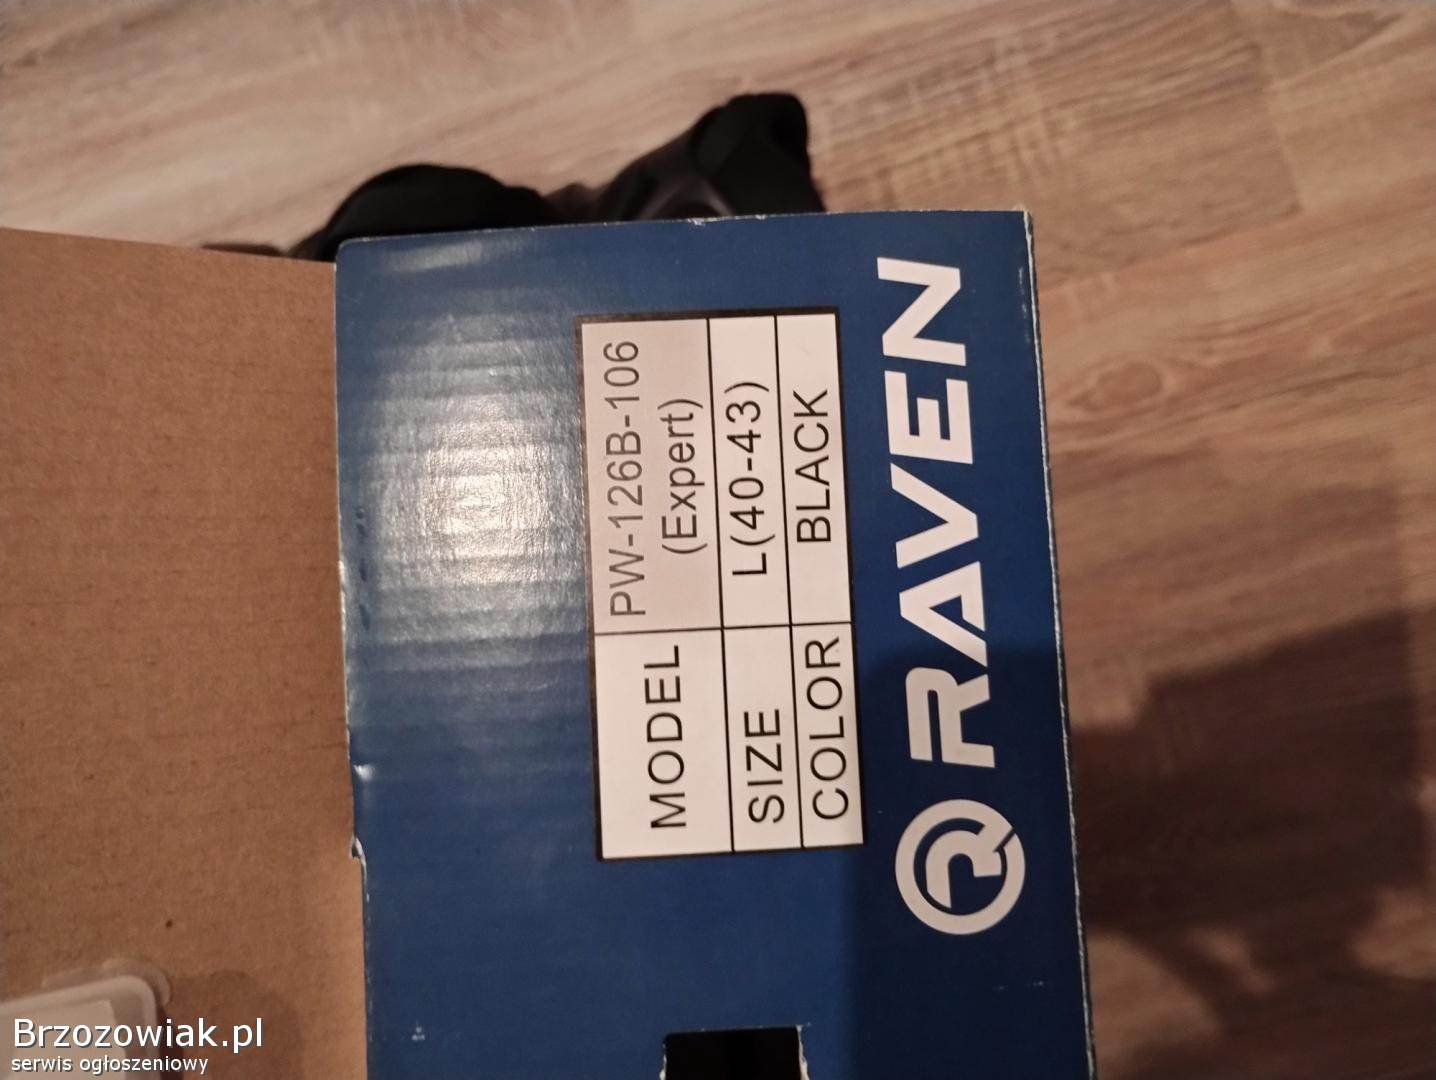 MODEL PW-126B-106
(Expert)
SIZE L(40-43)
COLOR BLACK
RAVEN
Brzozowiak.pl
serwis ogłoszeniowy